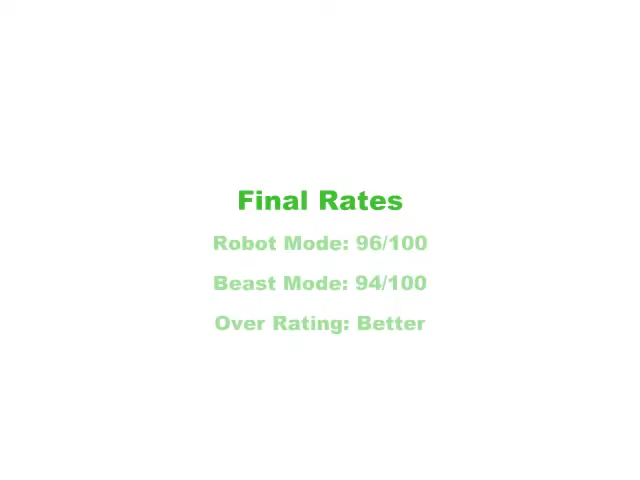 Final Rates
Robot Mode: 96/100
Beast Mode: 94/100
Over Rating: Better